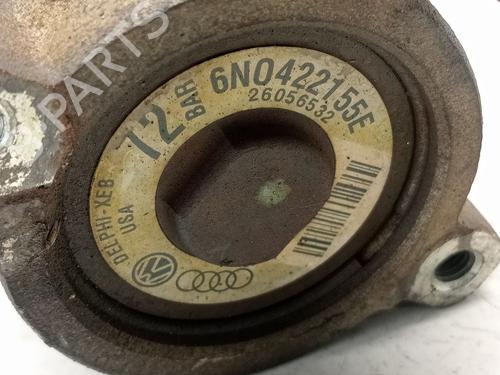 6N0422155E
26056532
72
BAR
DELPHI-XEB
USA
PARTS